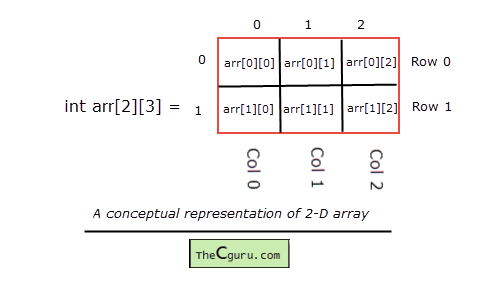 0 1 2
0 arr[0][0] arr[0][1] arr[0][2] Row 0
int arr[2][3] = 1 arr[1][0] arr[1][1] arr[1][2] Row 1
Col 0 Col 1 Col 2
A conceptual representation of 2-D array
TheCguru.com